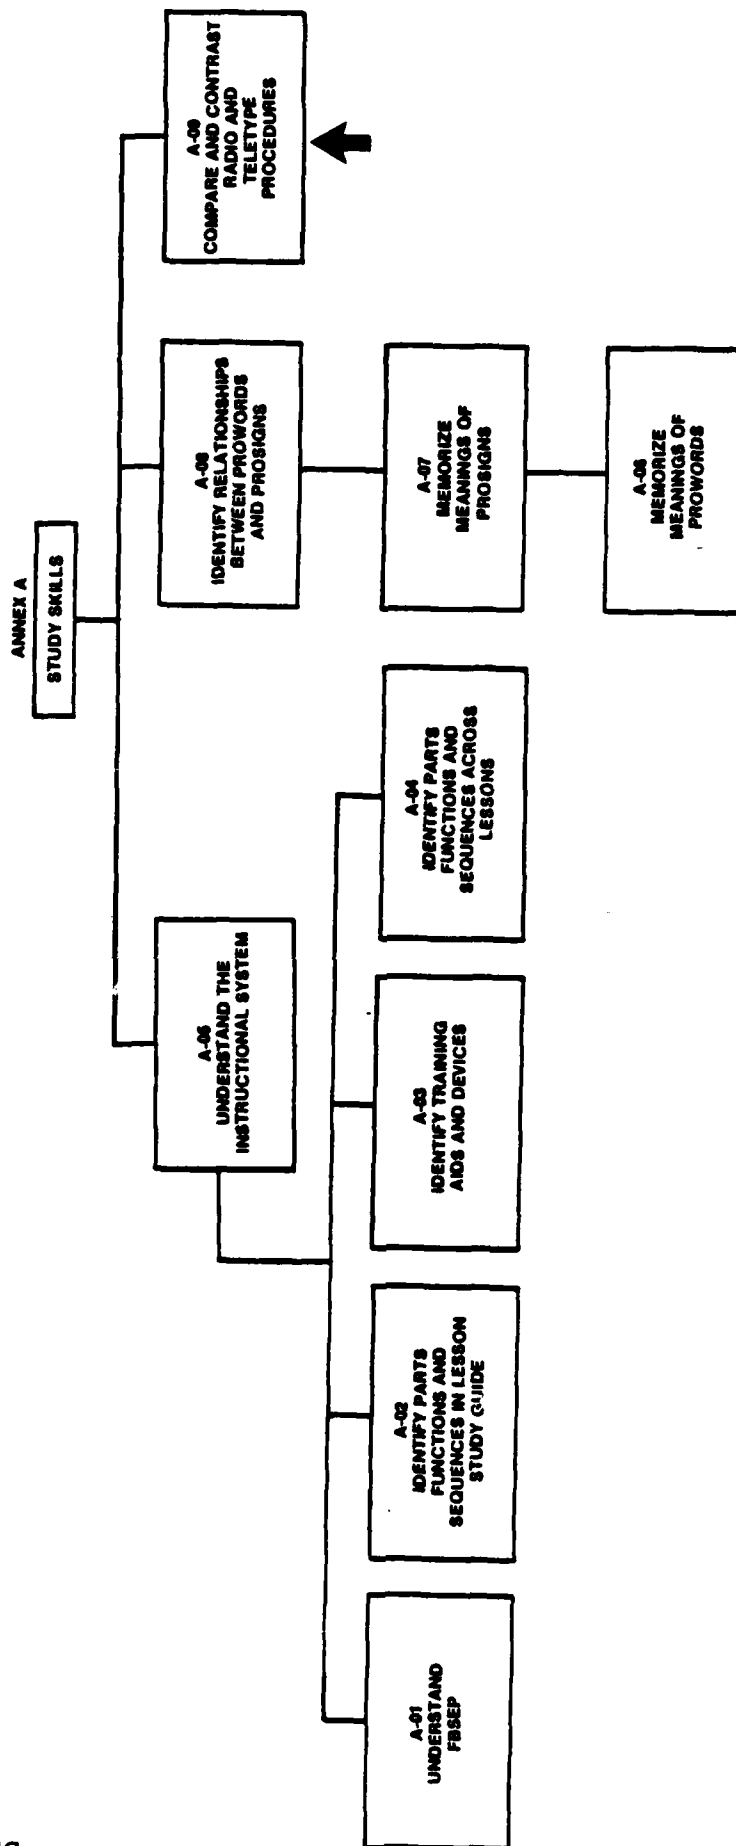 ANNEX A
STUDY SKILLS
A-05
UNDERSTAND THE
INSTRUCTIONAL SYSTEM
A-08
IDENTIFY RELATIONSHIPS
BETWEEN PROWORDS
AND PROSIGNS
A-09
COMPARE AND CONTRAST
RADIO AND
TELETYPE
PROCEDURES
A-01
UNDERSTAND
FBSEP
A-02
IDENTIFY PARTS
FUNCTIONS AND
SEQUENCES IN LESSON
STUDY GUIDE
A-03
IDENTIFY TRAINING
AIDS AND DEVICES
A-04
IDENTIFY PARTS
FUNCTIONS AND
SEQUENCES ACROSS
LESSONS
A-07
MEMORIZE
MEANINGS OF
PROSIGNS
A-06
MEMORIZE
MEANINGS OF
PROWORDS